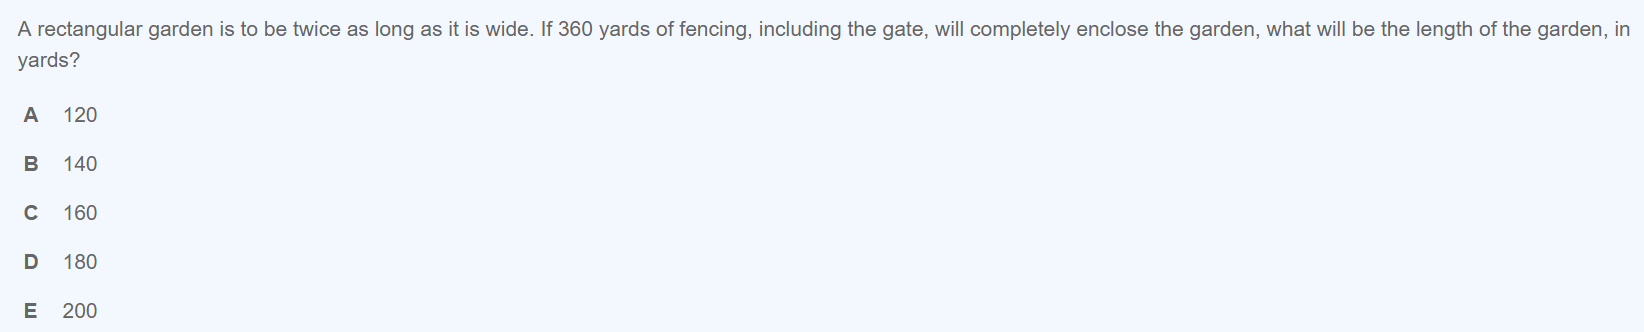 A rectangular garden is to be twice as long as it is wide. If 360 yards of fencing, including the gate, will completely enclose the garden, what will be the length of the garden, in
yards?
A 120
B 140
C 160
D 180
E 200